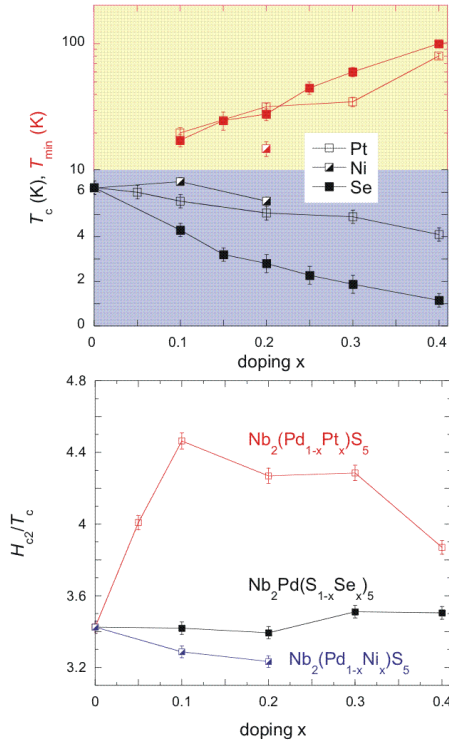 100
10
6
4
2
0
T_c (K), T_min (K)
Pt
Ni
Se
0 0.1 0.2 0.3 0.4
doping x
4.8
4.4
4
3.6
3.2
H_c2/T_c
Nb₂(Pd₁₋ₓPtₓ)S₅
Nb₂Pd(S₁₋ₓSeₓ)₅
Nb₂(Pd₁₋ₓNiₓ)S₅
0 0.1 0.2 0.3 0.4
doping x